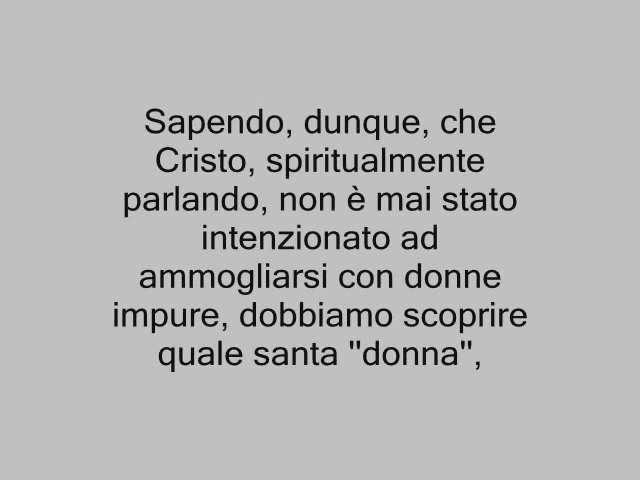 Sapendo, dunque, che
Cristo, spiritualmente
parlando, non è mai stato
intenzionato ad
ammogliarsi con donne
impure, dobbiamo scoprire
quale santa "donna",